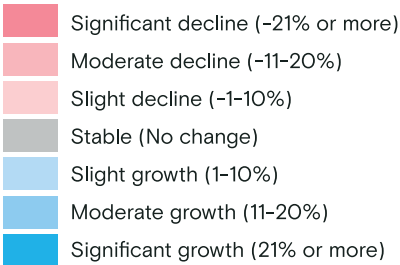 Significant decline (-21% or more)
Moderate decline (-11-20%)
Slight decline (-1-10%)
Stable (No change)
Slight growth (1-10%)
Moderate growth (11-20%)
Significant growth (21% or more)